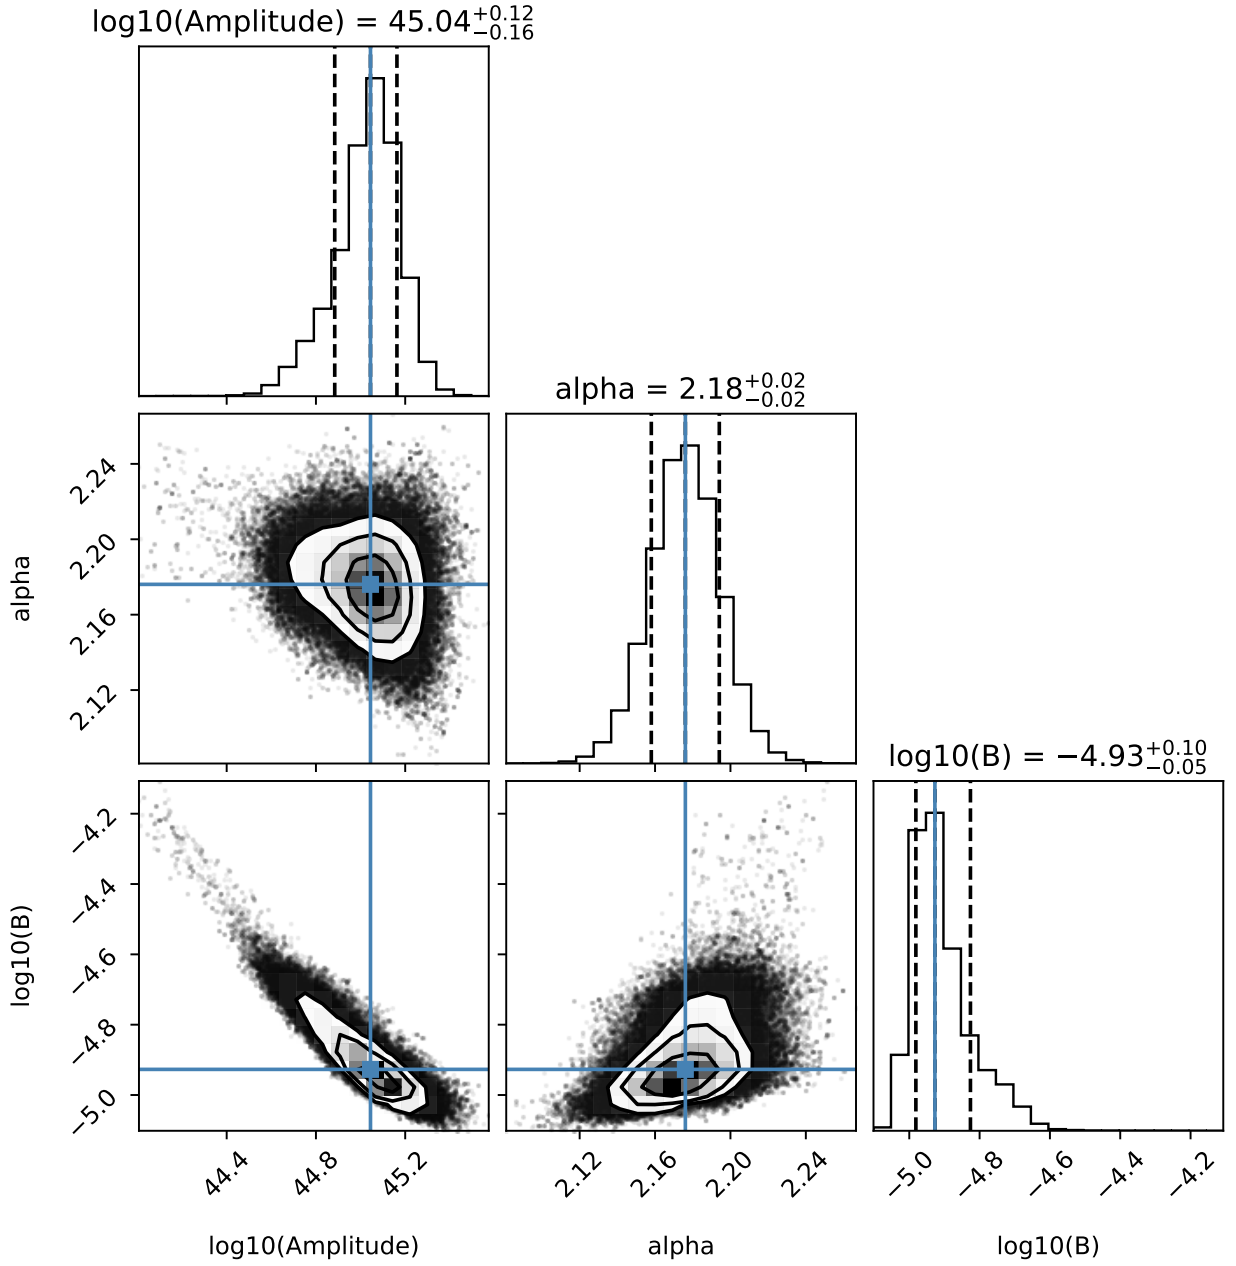 log10(Amplitude) = 45.04+0.12 −0.16
alpha = 2.18+0.02 −0.02
2.24
2.20
2.16
2.12
alpha
log10(B) = −4.93+0.10 −0.05
−4.2
−4.4
−4.6
−4.8
−5.0
log10(B)
44.4 44.8 45.2 2.12 2.16 2.20 2.24 −5.0 −4.8 −4.6 −4.4 −4.2
log10(Amplitude) alpha log10(B)